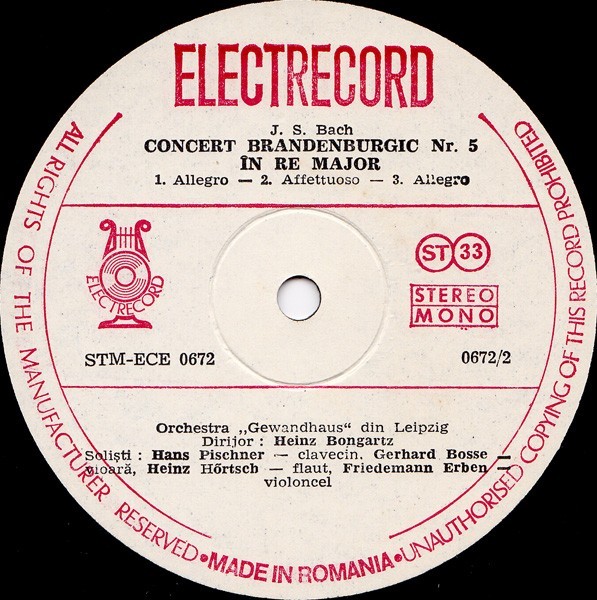 ELECTRECORD
J. S. Bach
CONCERT BRANDENBURGIC Nr. 5
ÎN RE MAJOR
1. Allegro — 2. Affettuoso — 3. Allegro
ELECTRECORD
ST 33
STEREO
MONO
STM-ECE 0672
0672/2
Orchestra „Gewandhaus“ din Leipzig
Dirijor : Heinz Bongartz
Soliști : Hans Pischner — clavecin, Gerhard Bosse —
vioară, Heinz Hőrtsch — flaut, Friedemann Erben —
violoncel
ALL RIGHTS OF THE MANUFACTURER RESERVED • MADE IN ROMANIA • UNAUTHORISED COPYING OF THIS RECORD PROHIBITED